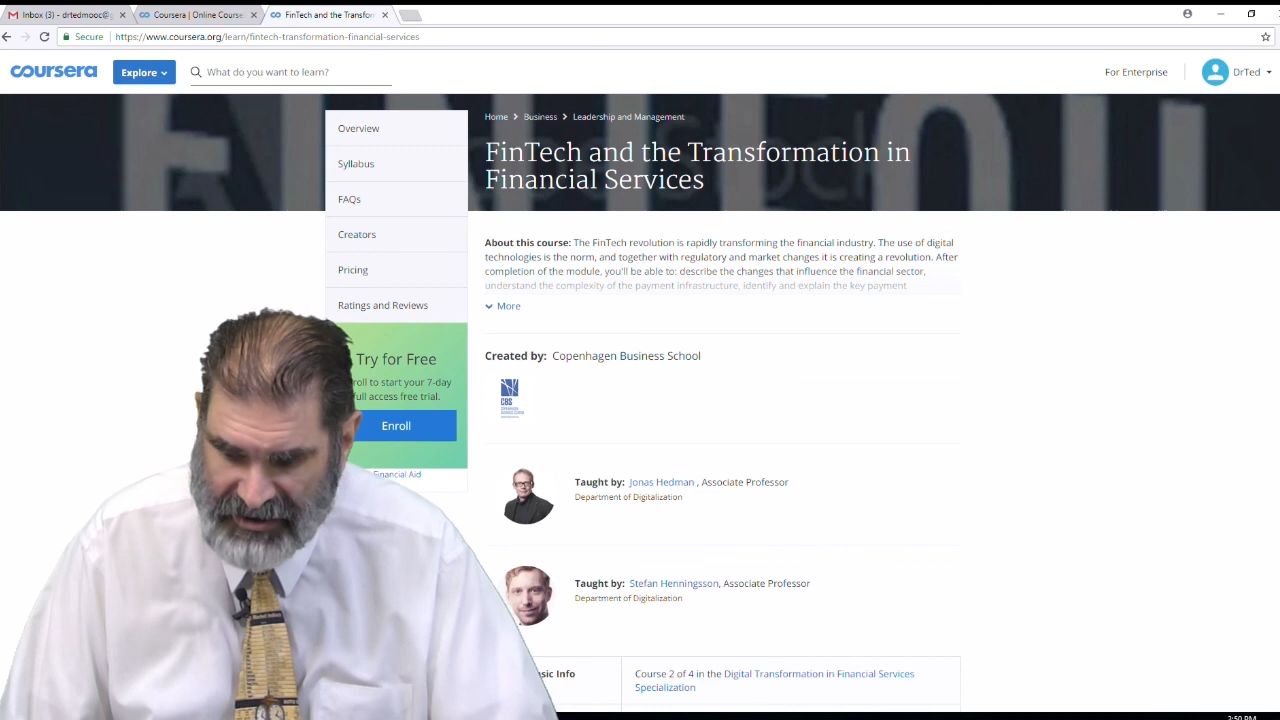 Inbox (3) - drtedmooc@g
Coursera | Online Course
FinTech and the Transfor
Secure
https://www.coursera.org/learn/fintech-transformation-financial-services
coursera
Explore
What do you want to learn?
For Enterprise
DrTed
Overview
Syllabus
FAQs
Creators
Pricing
Ratings and Reviews
Try for Free
roll to start your 7-day
full access free trial.
Enroll
Financial Aid
Home > Business > Leadership and Management
FinTech and the Transformation in
Financial Services
About this course: The FinTech revolution is rapidly transforming the financial industry. The use of digital
technologies is the norm, and together with regulatory and market changes it is creating a revolution. After
completion of the module, you'll be able to: describe the changes that influence the financial sector,
understand the complexity of the payment infrastructure, identify and explain the key payment
More
Created by: Copenhagen Business School
CBS
COPENHAGEN
BUSINESS SCHOOL
Taught by: Jonas Hedman , Associate Professor
Department of Digitalization
Taught by: Stefan Henningsson, Associate Professor
Department of Digitalization
sic Info
Course 2 of 4 in the Digital Transformation in Financial Services
Specialization
3:50 PM